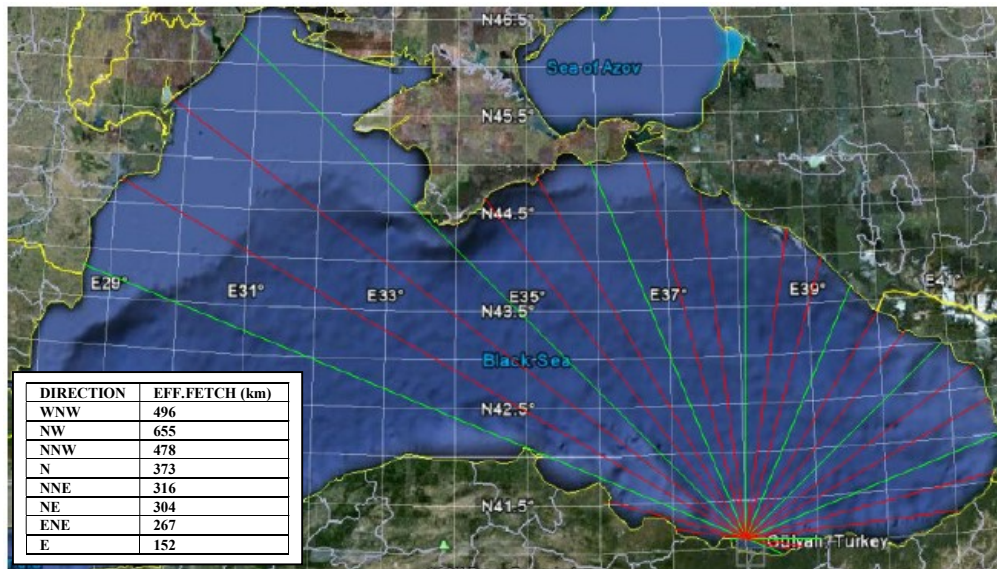 N46.5°
Sea of Azov
N45.5°
N44.5°
E29°
E31°
E33°
E35°
E37°
E39°
E41°
N43.5°
Black Sea
N42.5°
N41.5°
Gülyalı, Turkey
DIRECTION EFF.FETCH (km)
WNW 496
NW 655
NNW 478
N 373
NNE 316
NE 304
ENE 267
E 152